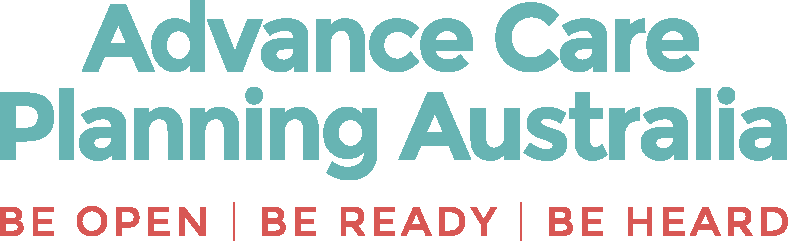 Advance Care
Planning Australia
BE OPEN | BE READY | BE HEARD